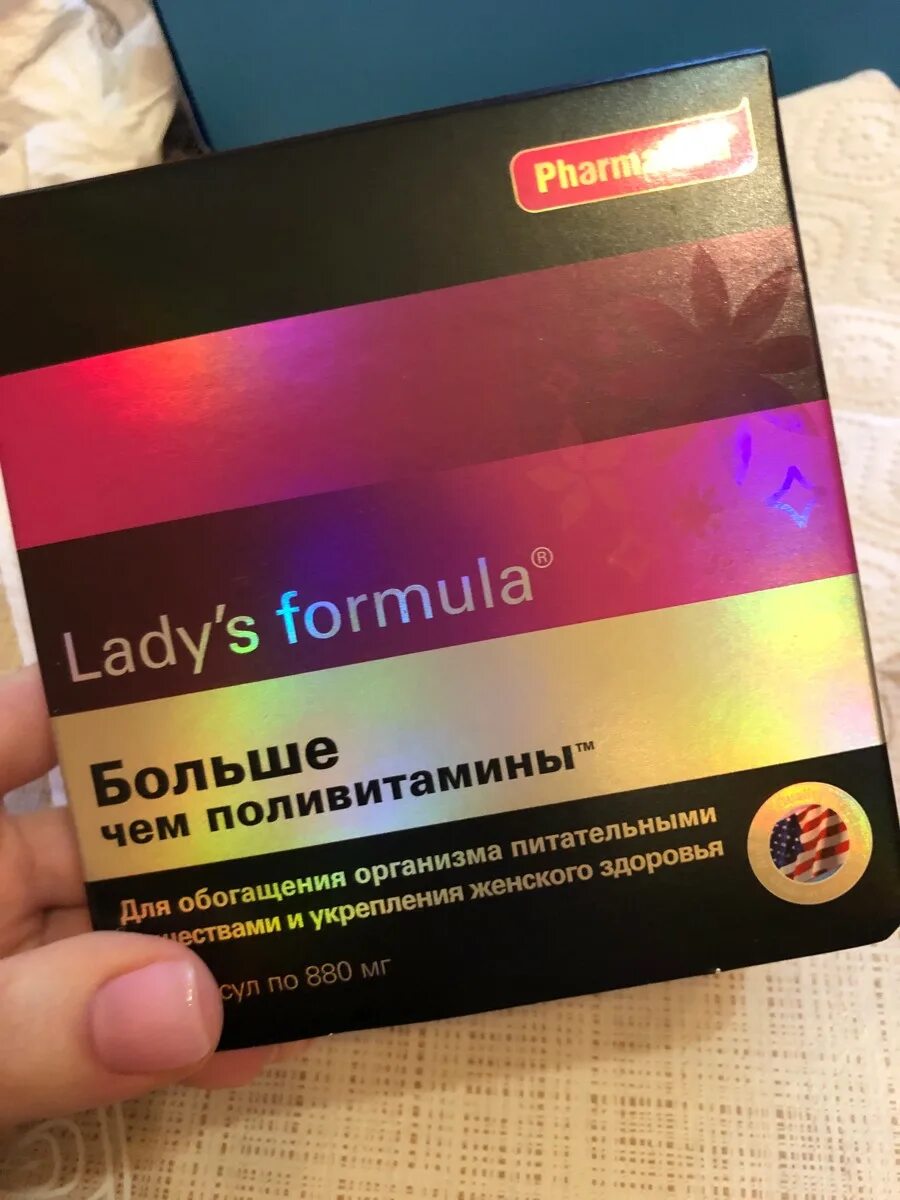 Lady's formula®
Больше
чем поливитамины™
Для обогащения организма питательными
и укрепления женского здоровья
по 880 мг